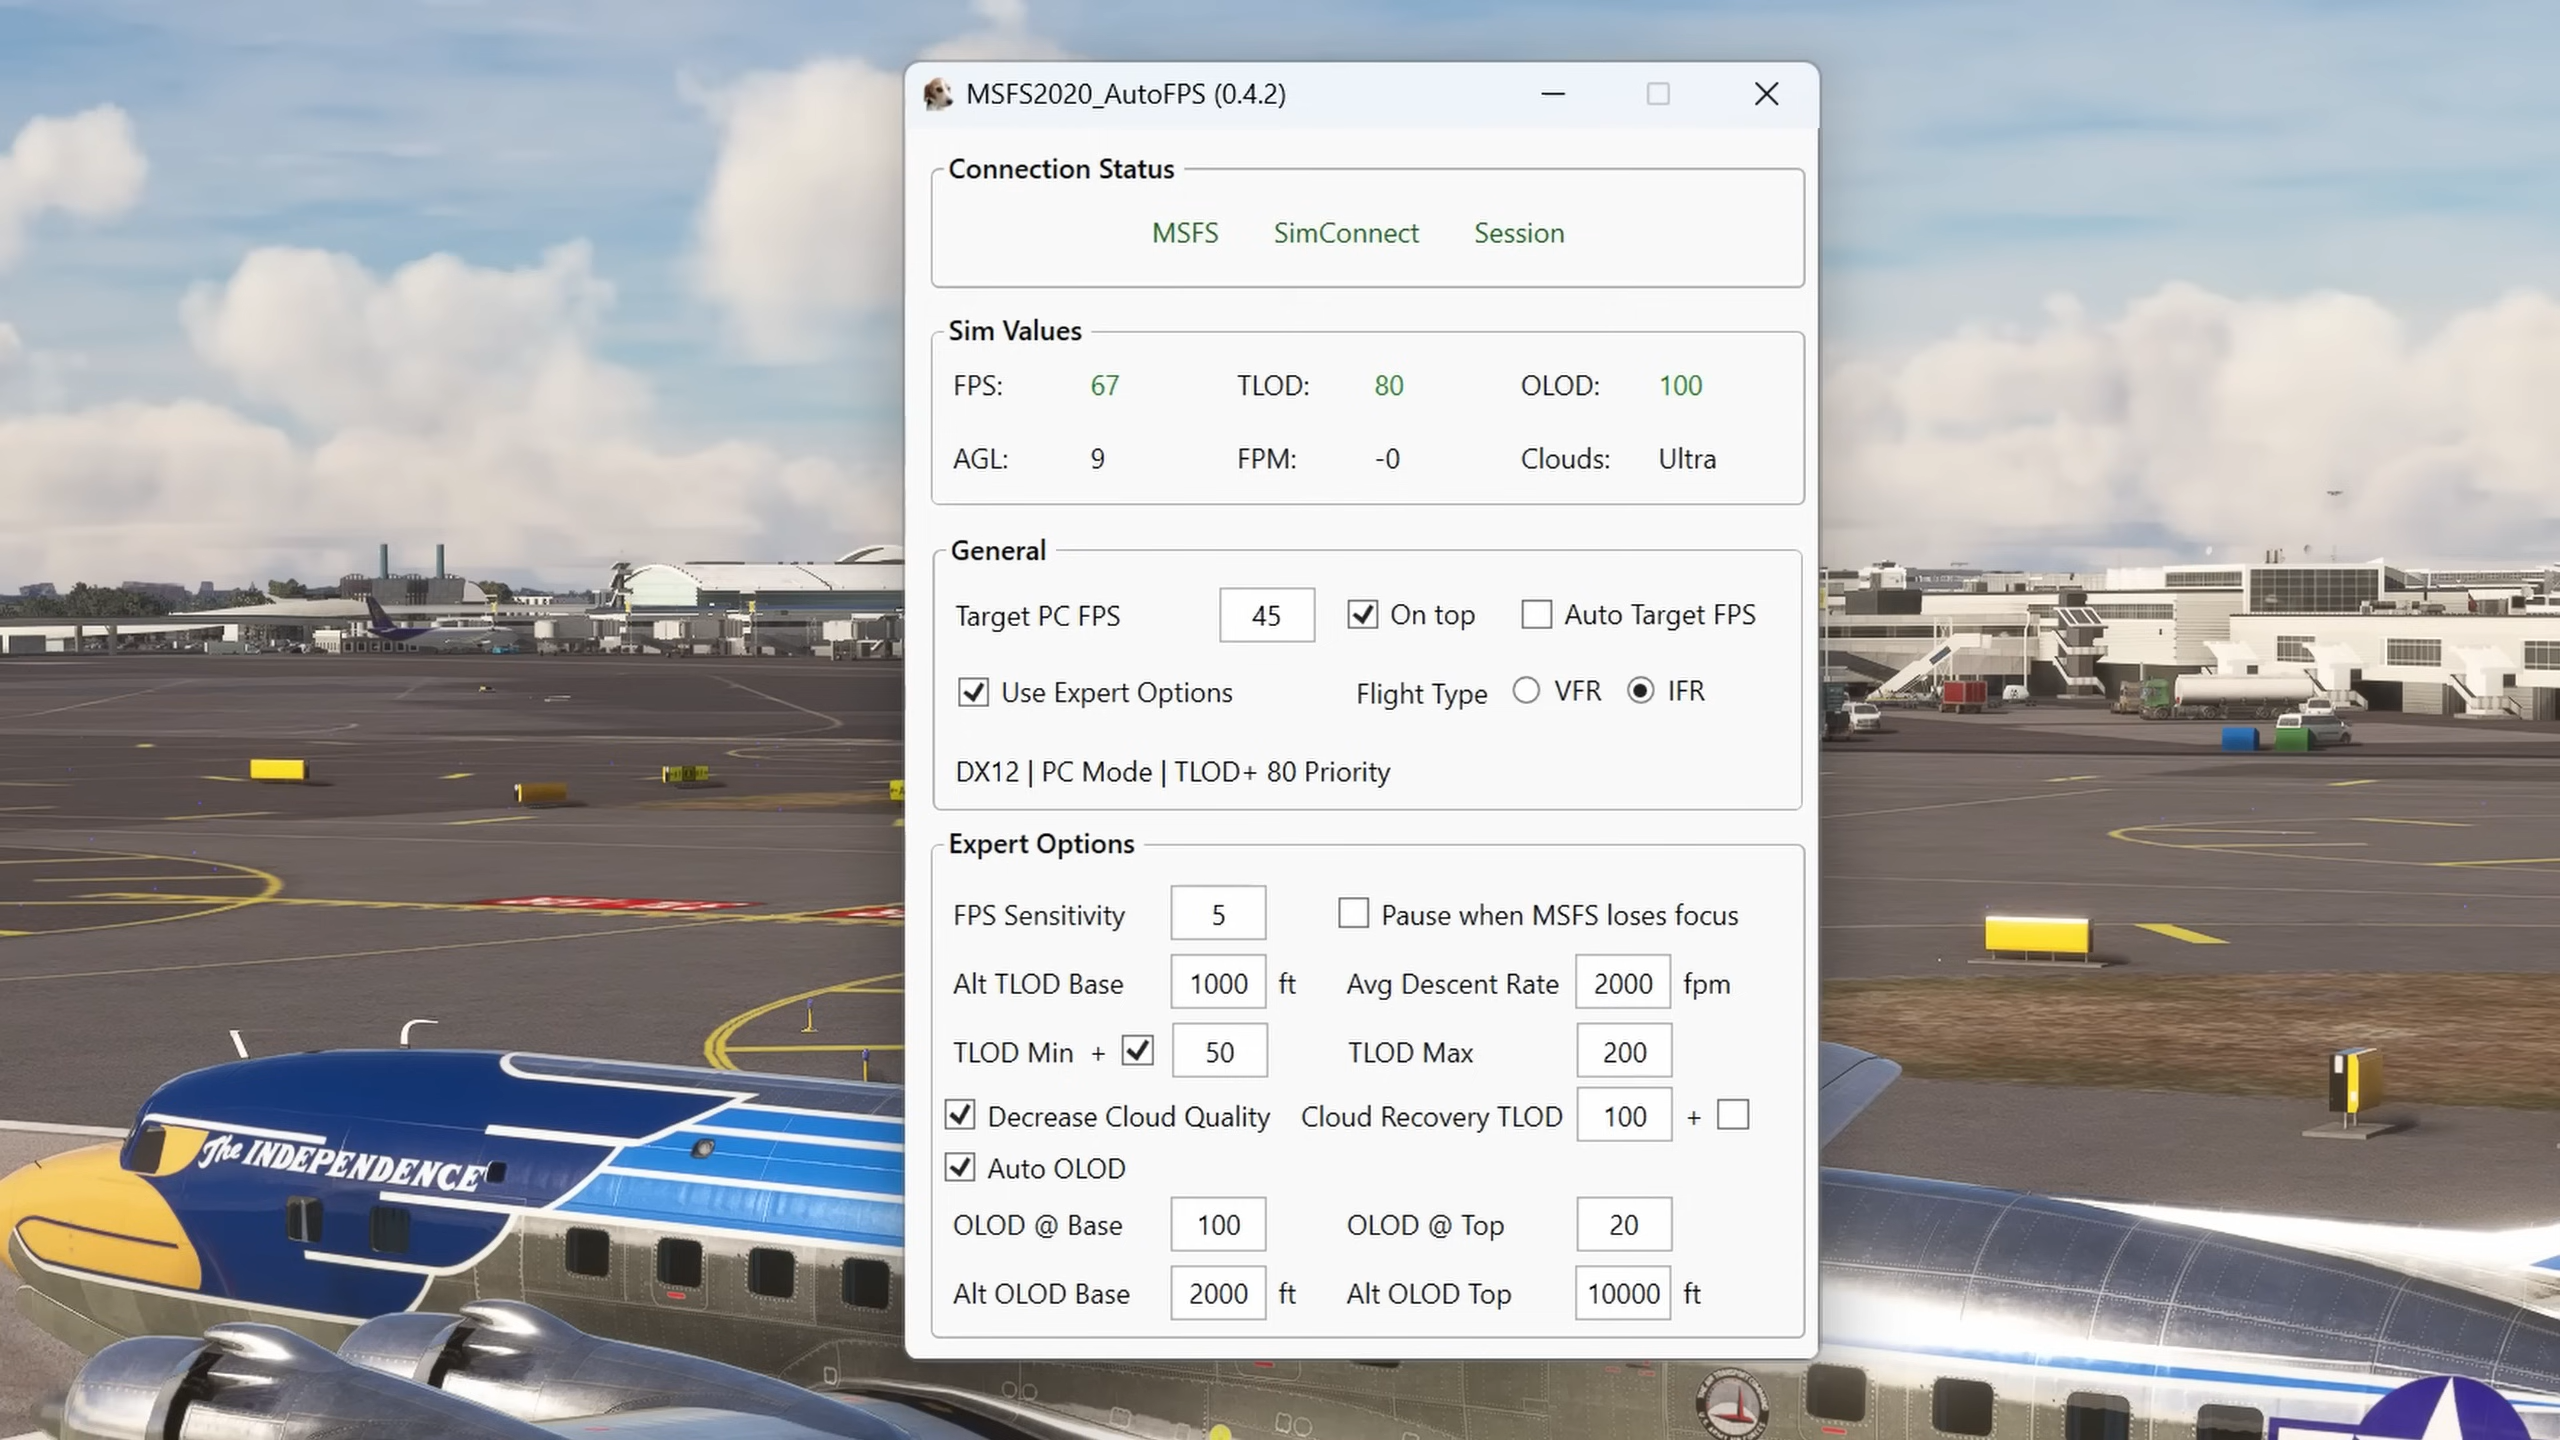 MSFS2020_AutoFPS (0.4.2)
Connection Status
MSFS SimConnect Session
Sim Values
FPS: 67 TLOD: 80 OLOD: 100
AGL: 9 FPM: -0 Clouds: Ultra
General
Target PC FPS 45 On top Auto Target FPS
Use Expert Options Flight Type VFR IFR
DX12 | PC Mode | TLOD+ 80 Priority
Expert Options
FPS Sensitivity 5 Pause when MSFS loses focus
Alt TLOD Base 1000 ft Avg Descent Rate 2000 fpm
TLOD Min + 50 TLOD Max 200
Decrease Cloud Quality Cloud Recovery TLOD 100 +
Auto OLOD
OLOD @ Base 100 OLOD @ Top 20
Alt OLOD Base 2000 ft Alt OLOD Top 10000 ft
The INDEPENDENCE